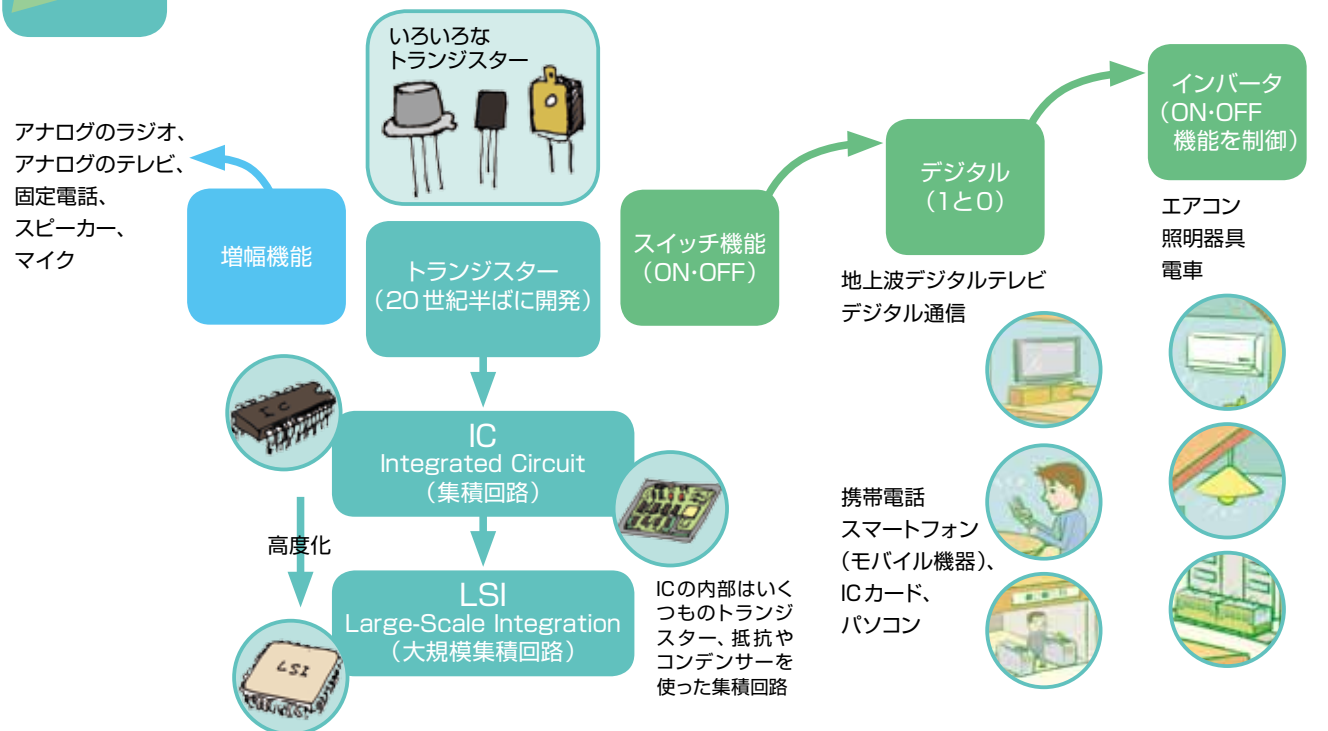 いろいろな
トランジスター
アナログのラジオ、
アナログのテレビ、
固定電話、
スピーカー、
マイク
増幅機能
トランジスター
（20世紀半ばに開発）
スイッチ機能
（ON･OFF）
デジタル
（1と0）
インバータ
（ON･OFF
機能を制御）
地上波デジタルテレビ
デジタル通信
エアコン
照明器具
電車
IC
IC
Integrated Circuit
（集積回路）
高度化
LSI
LSI
Large-Scale Integration
（大規模集積回路）
ICの内部はいく
つものトランジ
スター、抵抗や
コンデンサーを
使った集積回路
携帯電話
スマートフォン
（モバイル機器）、
ICカード、
パソコン